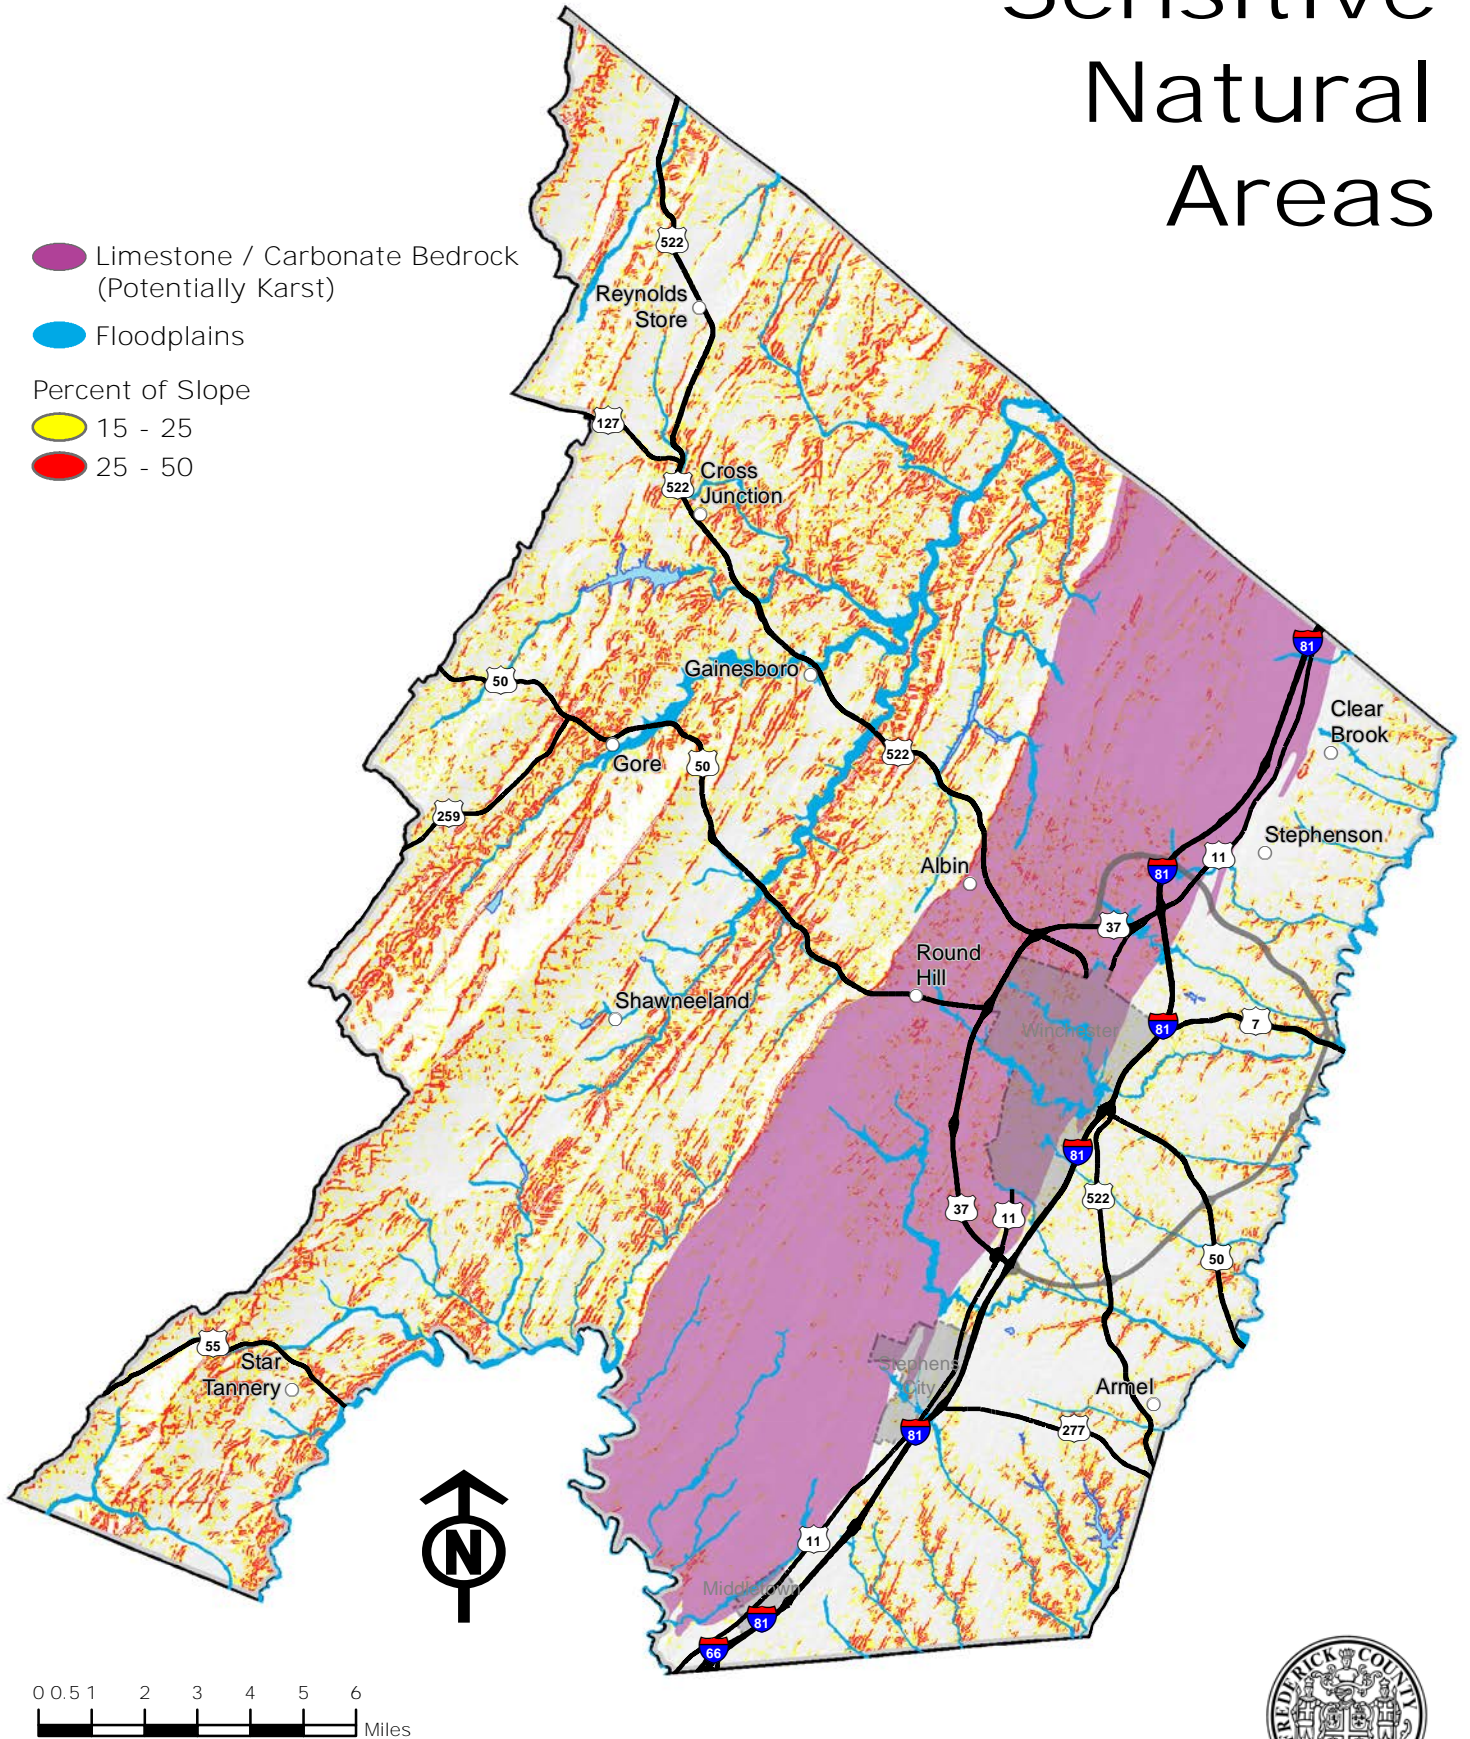 Sensitive
Natural
Areas
Limestone / Carbonate Bedrock
(Potentially Karst)
Floodplains
Percent of Slope
15 - 25
25 - 50
522
Reynolds
Store
127
Cross
522
Junction
81
Gainesboro
50
Clear
Brook
522
Gore
50
259
Stephenson
11
Albin
81
37
Round
Hill
Shawneeland
Winchester
81
7
81
522
37
11
50
55
Star
Tannery
Stephens
City
Armel
277
81
11
Middletown
81
66
N
0 0.5 1 2 3 4 5 6
Miles
FREDERICK COUNTY